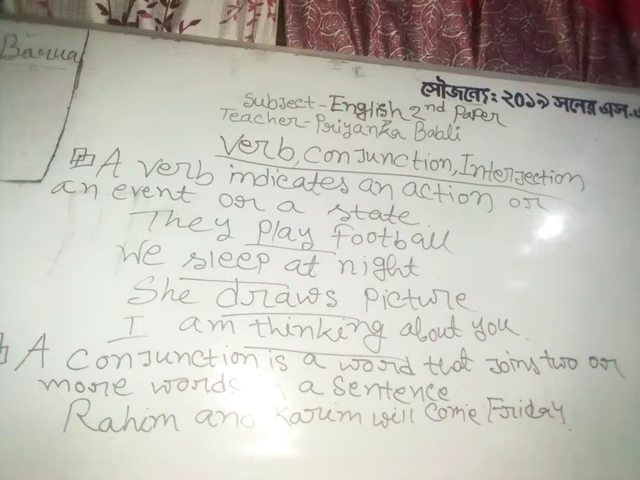 Barua
সৌজন্যে: ২০১৯ সনের এস.এ
Subject-English 2nd Paper
Teacher-Priyanka Babli
Verb, Conjunction, Interjection
A verb indicates an action or
an event or a state
They play football
We sleep at night
She draws picture
I am thinking about you.
A conjunction is a word that joins two or
more words a sentence
Rahim and Karim will come Friday.